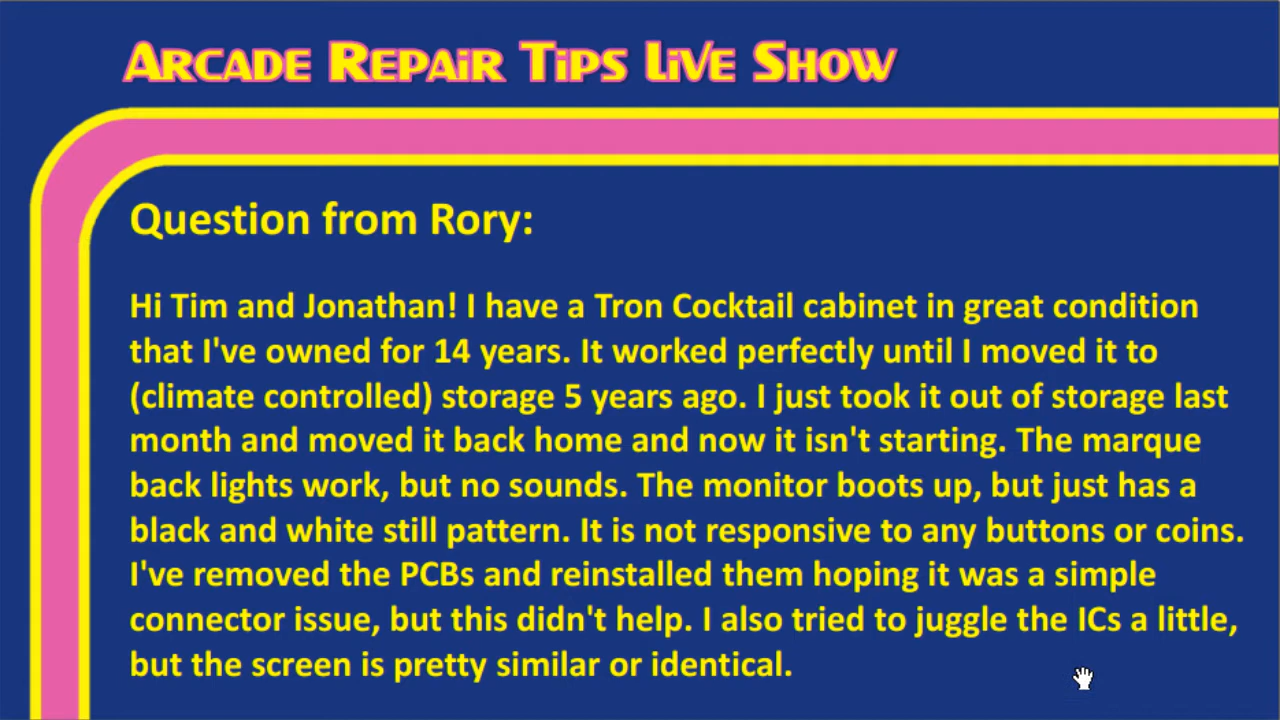 Arcade Repair Tips Live Show
Question from Rory:
Hi Tim and Jonathan! I have a Tron Cocktail cabinet in great condition
that I've owned for 14 years. It worked perfectly until I moved it to
(climate controlled) storage 5 years ago. I just took it out of storage last
month and moved it back home and now it isn't starting. The marque
back lights work, but no sounds. The monitor boots up, but just has a
black and white still pattern. It is not responsive to any buttons or coins.
I've removed the PCBs and reinstalled them hoping it was a simple
connector issue, but this didn't help. I also tried to juggle the ICs a little,
but the screen is pretty similar or identical.